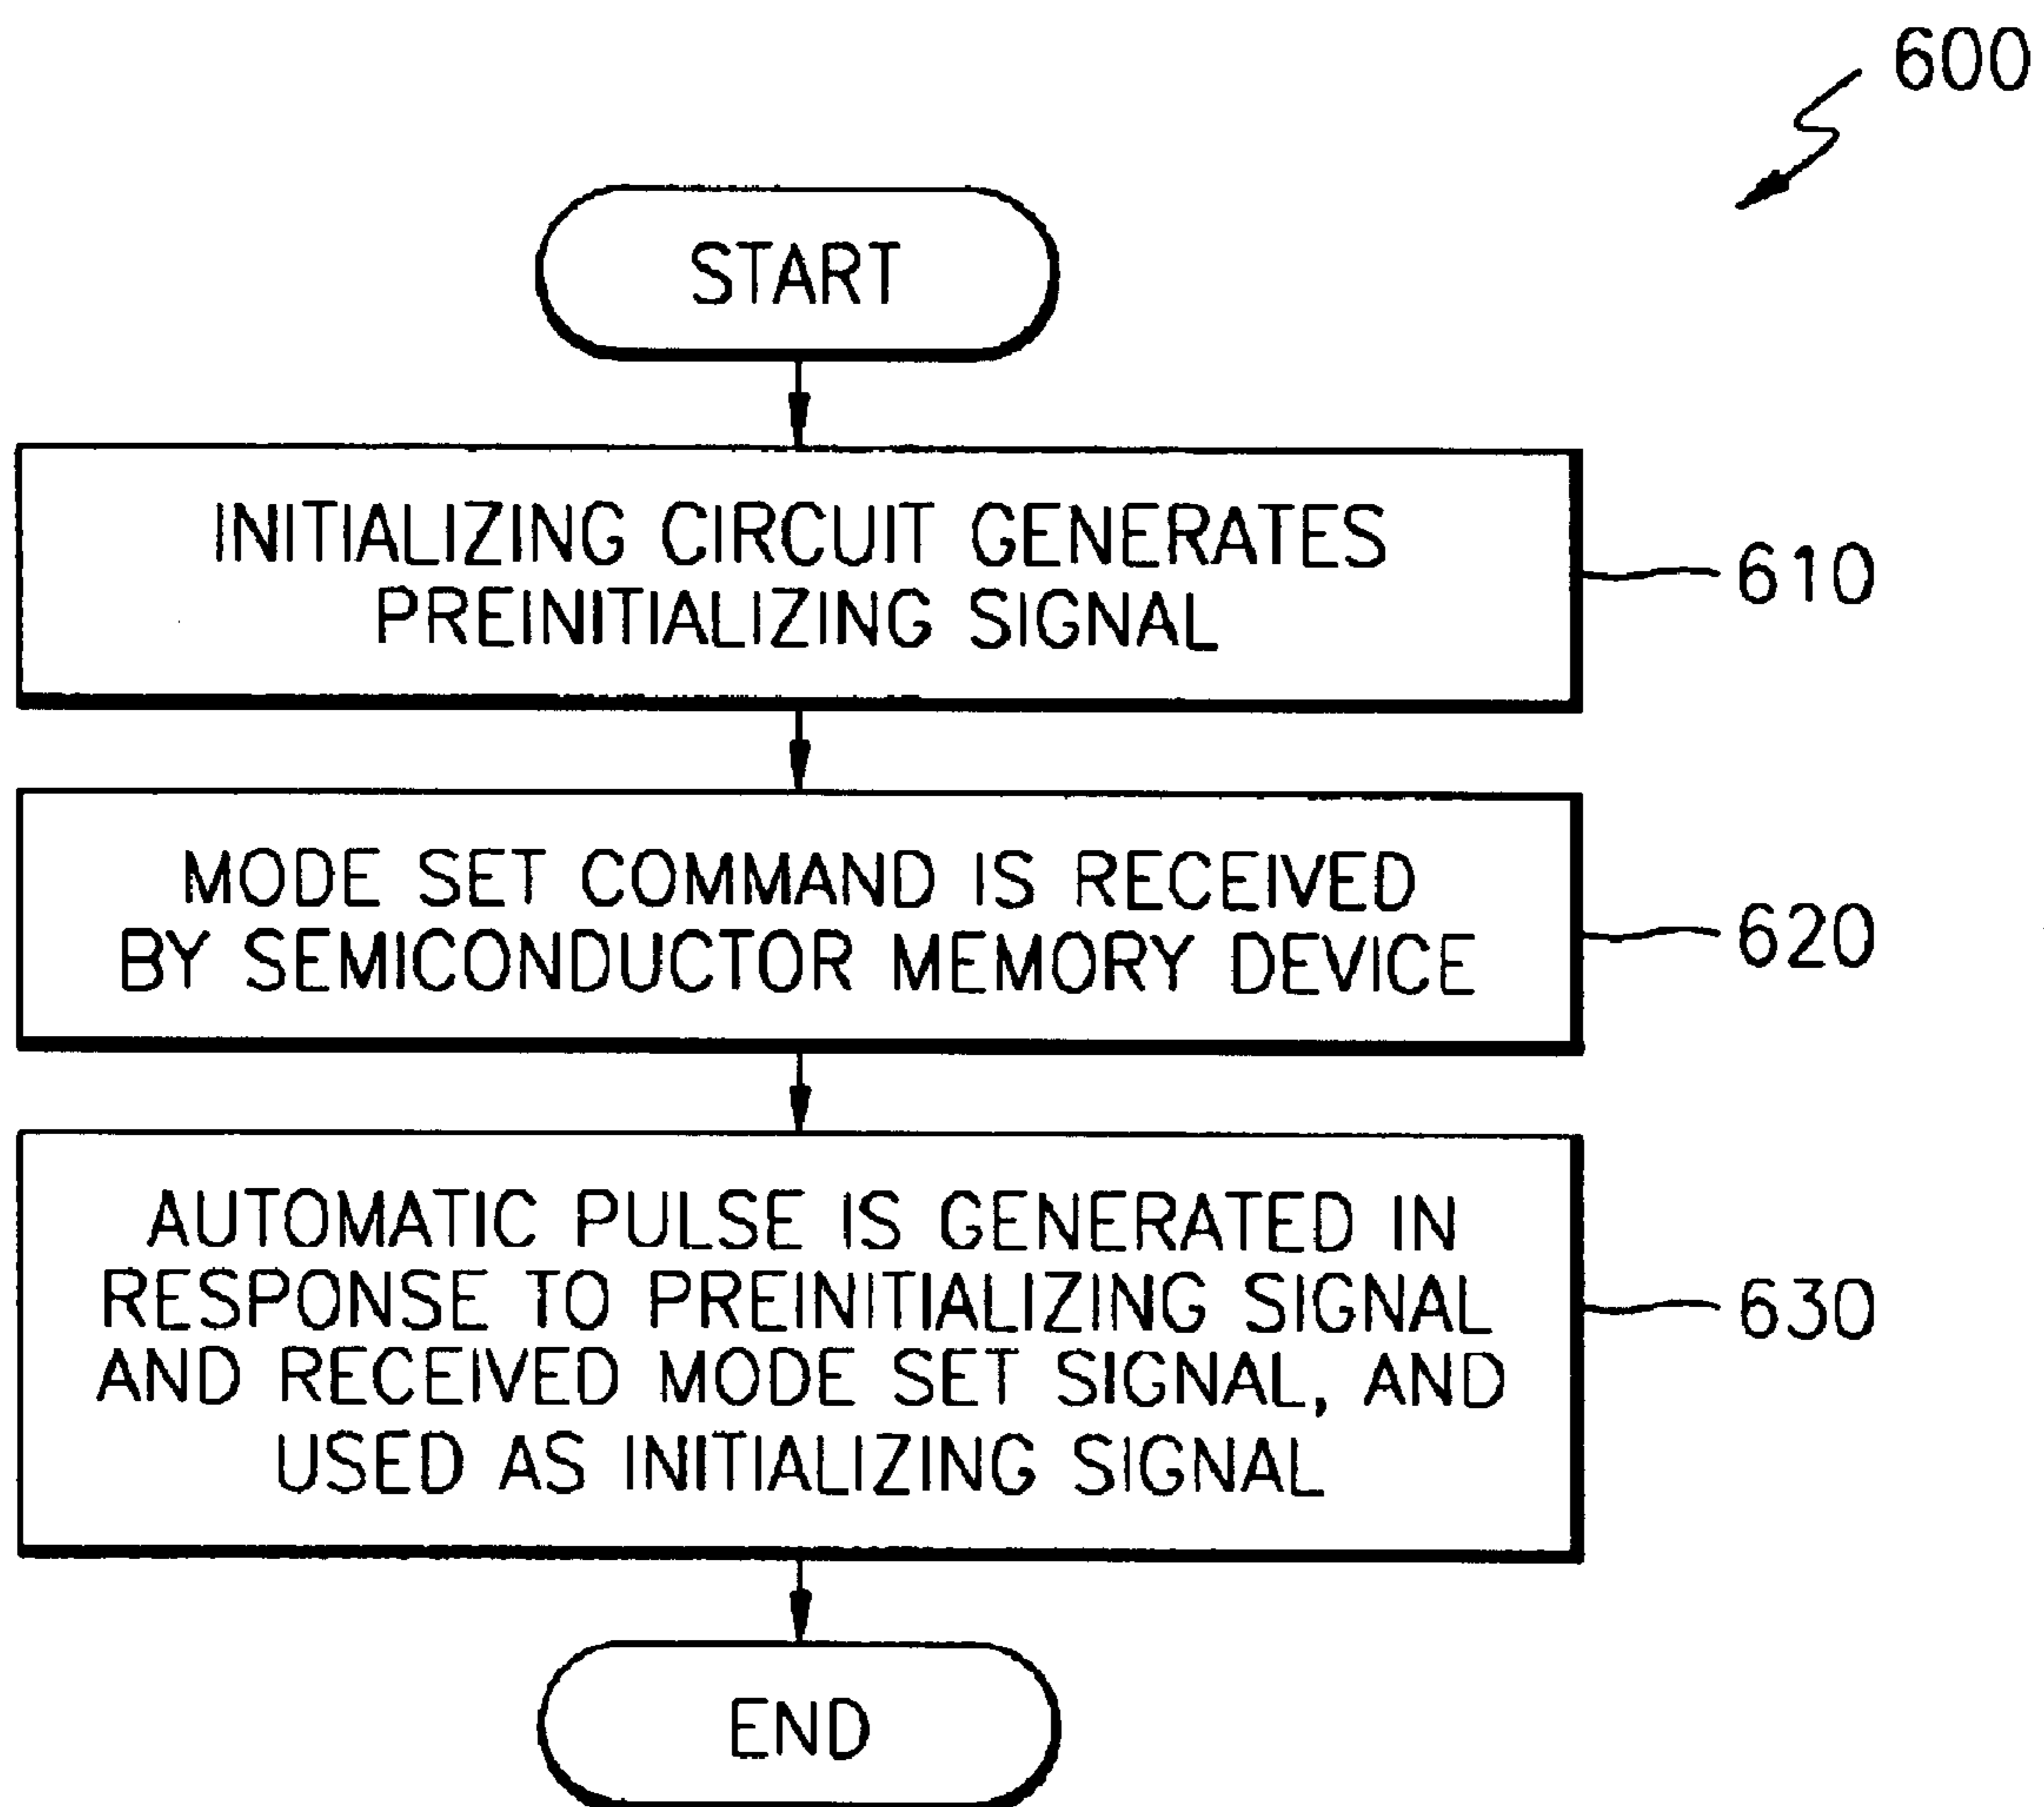 600
START
INITIALIZING CIRCUIT GENERATES
PREINITIALIZING SIGNAL
610
MODE SET COMMAND IS RECEIVED
BY SEMICONDUCTOR MEMORY DEVICE
620
AUTOMATIC PULSE IS GENERATED IN
RESPONSE TO PREINITIALIZING SIGNAL
AND RECEIVED MODE SET SIGNAL, AND
USED AS INITIALIZING SIGNAL
630
END